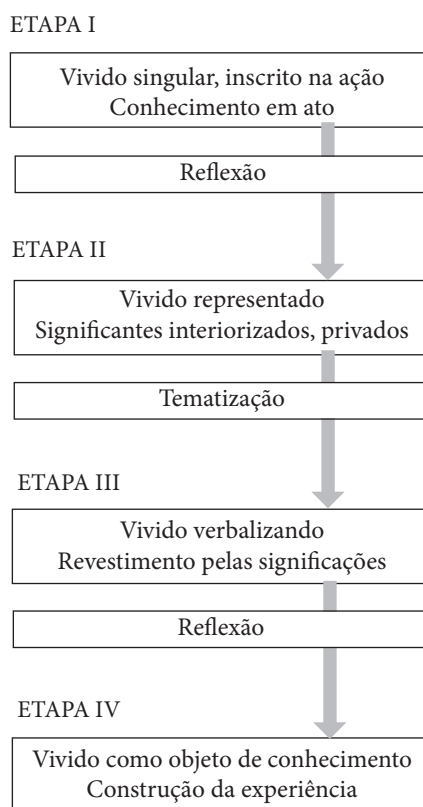 ETAPA I
Vivido singular, inscrito na ação
Conhecimento em ato
Reflexão
ETAPA II
Vivido representado
Significantes interiorizados, privados
Tematização
ETAPA III
Vivido verbalizando
Revestimento pelas significações
Reflexão
ETAPA IV
Vivido como objeto de conhecimento
Construção da experiência